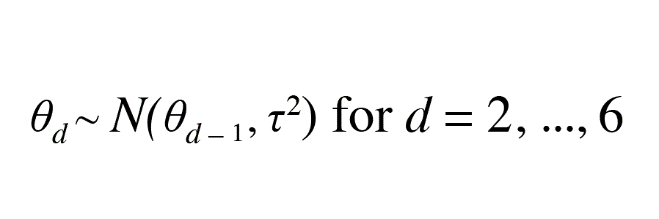 θ_d ~ N(θ_{d – 1}, τ²) for d = 2, ..., 6